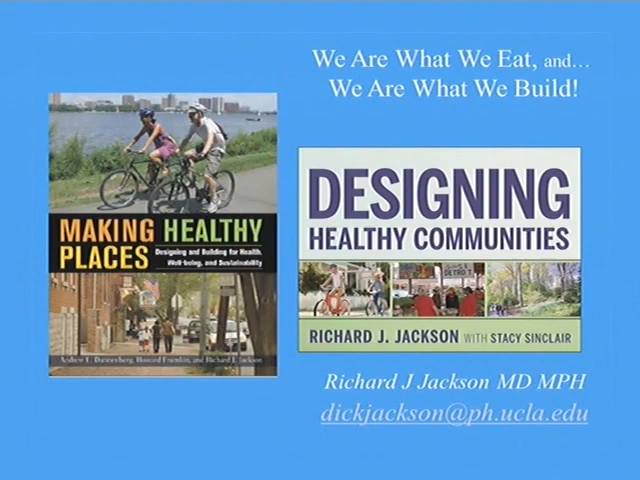 We Are What We Eat, and…
We Are What We Build!
MAKING HEALTHY
PLACES
Designing and Building for Health,
Well-being, and Sustainability
Andrew L. Dannenberg, Howard Frumkin, and Richard J. Jackson
DESIGNING
HEALTHY COMMUNITIES
DETROIT
RICHARD J. JACKSON WITH STACY SINCLAIR
Richard J Jackson MD MPH
dickjackson@ph.ucla.edu